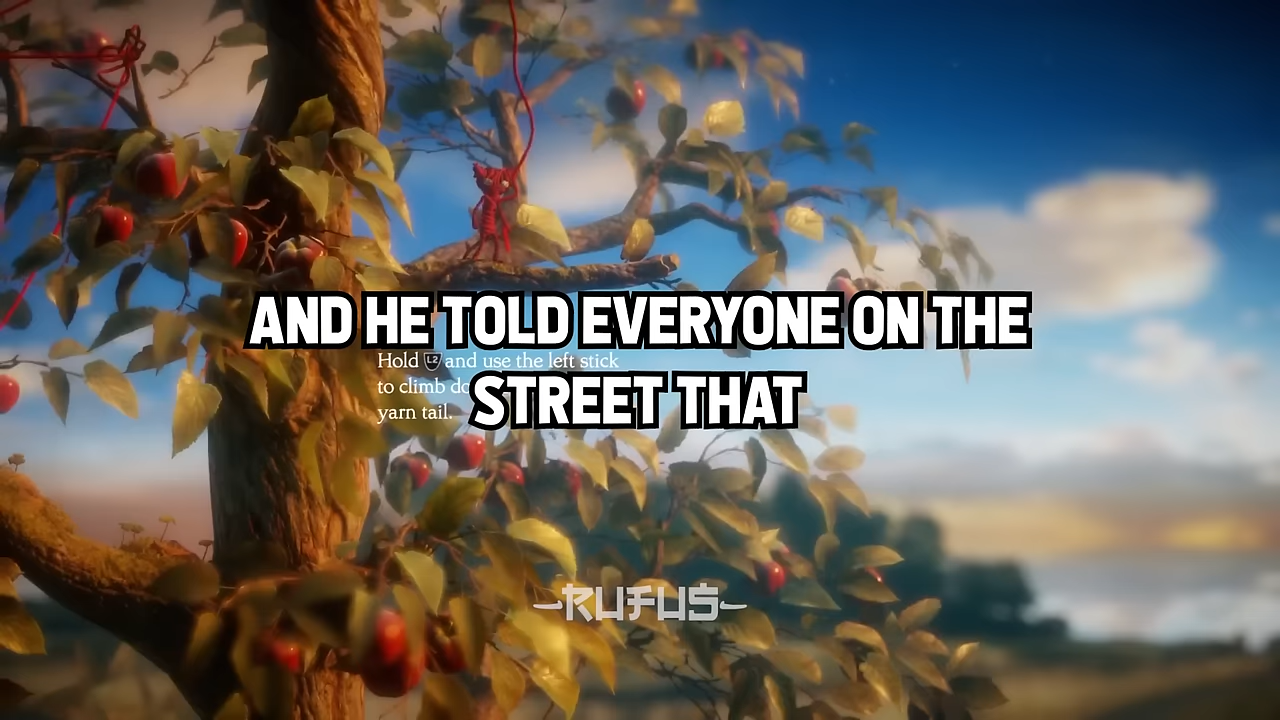 AND HE TOLD EVERYONE ON THE
Hold L2 and use the left stick
to climb
STREET THAT
yarn tail.
-RUFUS-